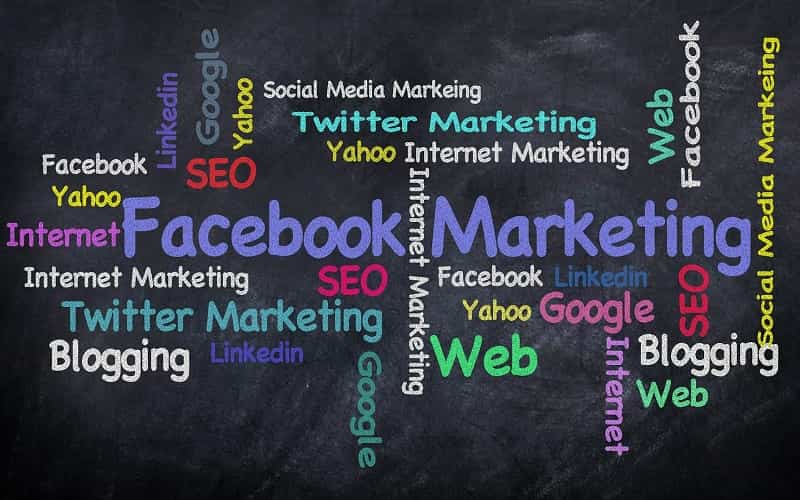 Linkedin
Google
Yahoo
Social Media Markeing
Twitter Marketing
Yahoo
Internet Marketing
Web
Facebook
Social Media Markeing
Facebook
SEO
Yahoo
Internet
Facebook Marketing
Internet Marketing
Internet Marketing
SEO
Facebook
Linkedin
SEO
Twitter Marketing
Yahoo
Google
Blogging
Linkedin
Google
Web
Internet
Blogging
Web